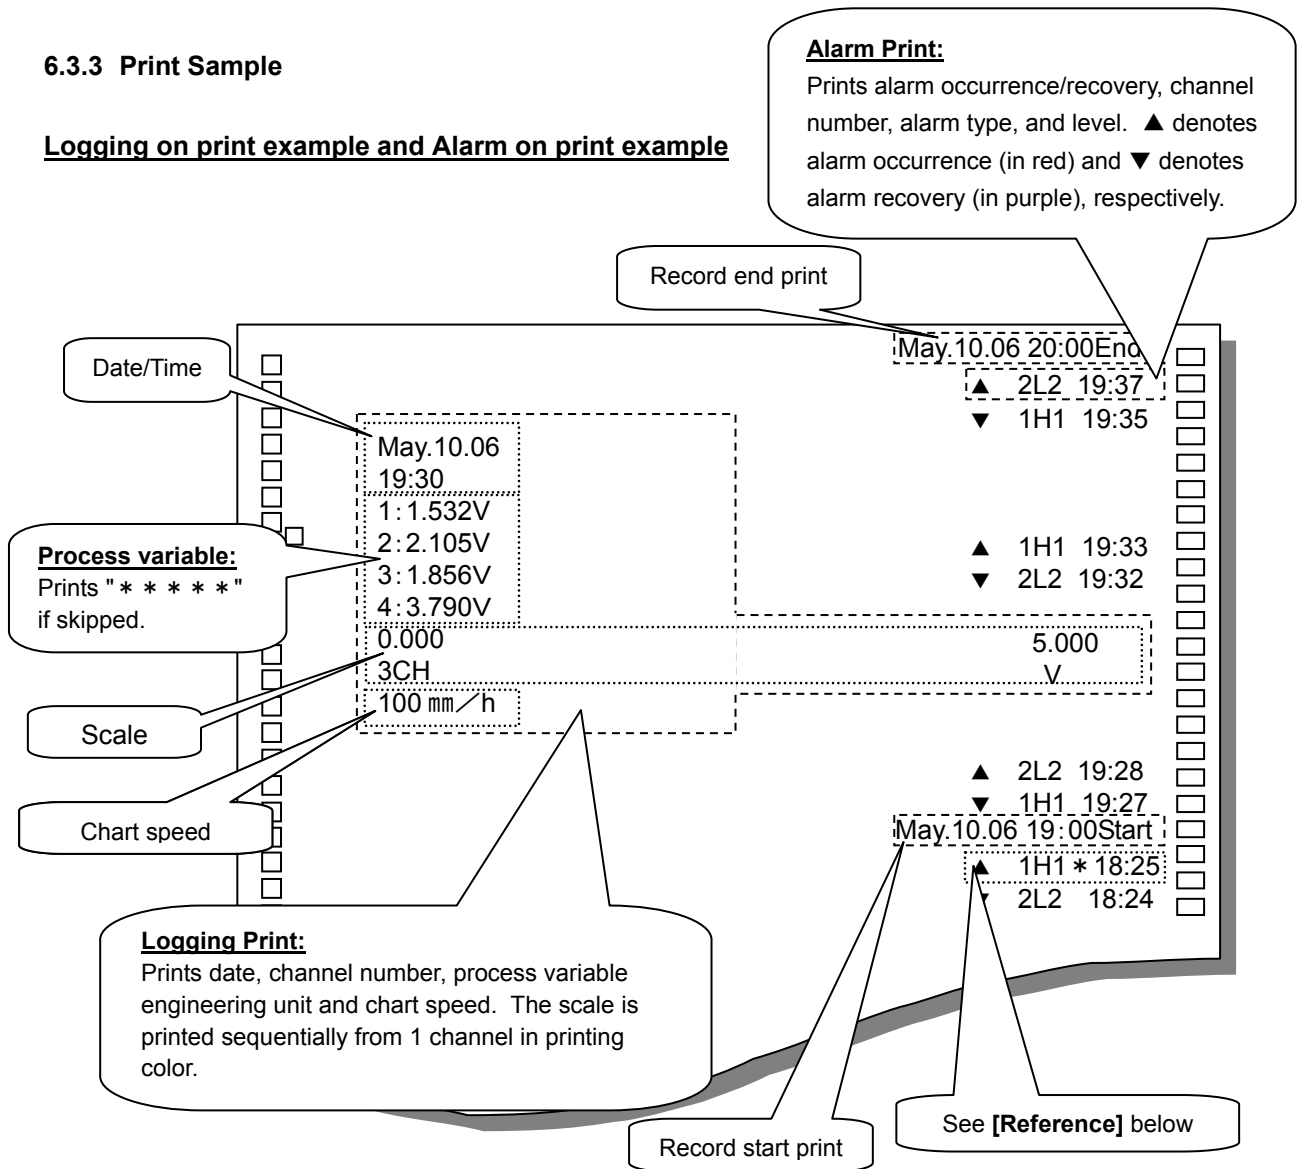 6.3.3 Print Sample
Logging on print example and Alarm on print example
Alarm Print:
Prints alarm occurrence/recovery, channel
number, alarm type, and level. ▲ denotes
alarm occurrence (in red) and ▼ denotes
alarm recovery (in purple), respectively.
Record end print
May.10.06 20:00End
▲ 2L2 19:37
▼ 1H1 19:35
Date/Time
May.10.06
19:30
1:1.532V
2:2.105V
3:1.856V
4:3.790V
▲ 1H1 19:33
▼ 2L2 19:32
Process variable:
Prints "＊＊＊＊＊"
if skipped.
0.000 5.000
3CH V
100 ㎜／h
Scale
Chart speed
▲ 2L2 19:28
▼ 1H1 19:27
May.10.06 19:00Start
▲ 1H1＊18:25
▼ 2L2 18:24
Logging Print:
Prints date, channel number, process variable
engineering unit and chart speed. The scale is
printed sequentially from 1 channel in printing
color.
Record start print
See [Reference] below